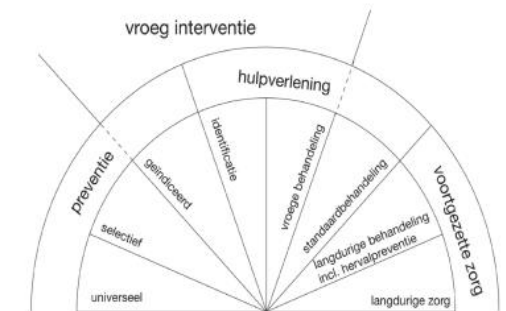 vroeg interventie
hulpverlening
preventie
voortgezette zorg
universeel
selectief
geïndiceerd
identificatie
vroege behandeling
standaardbehandeling
langdurige behandeling
incl. hervalpreventie
langdurige zorg